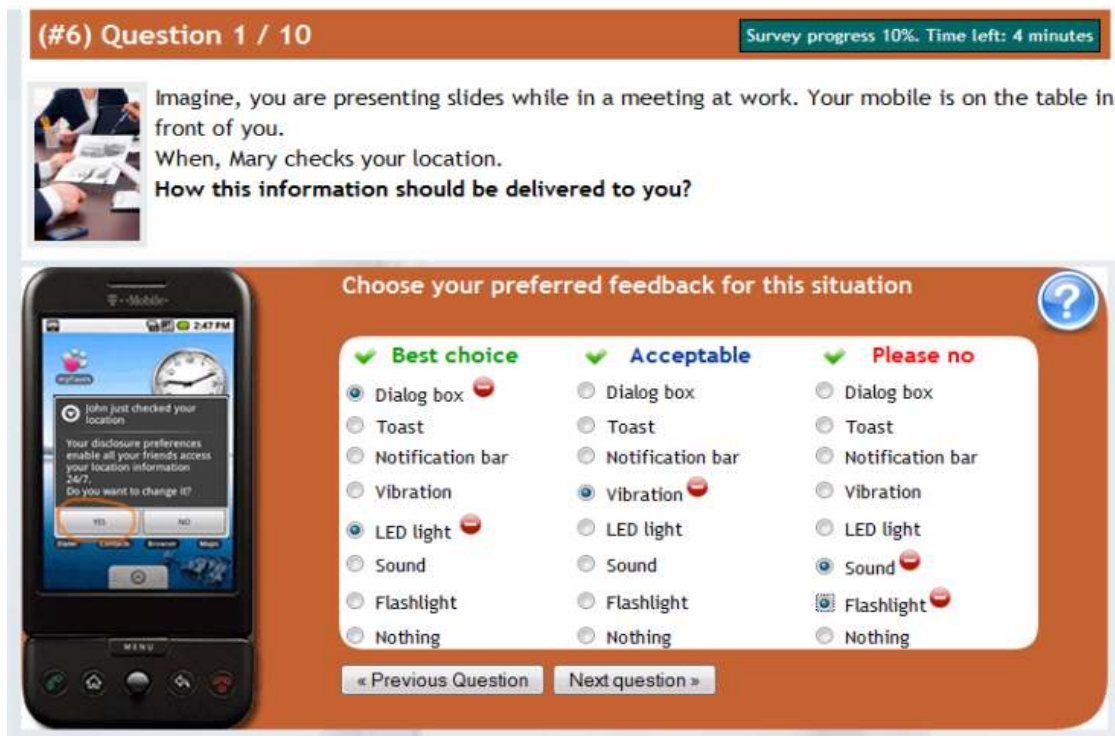 (#6) Question 1 / 10
Survey progress 10%. Time left: 4 minutes
Imagine, you are presenting slides while in a meeting at work. Your mobile is on the table in
front of you.
When, Mary checks your location.
How this information should be delivered to you?
T··Mobile·
2:47 PM
myFaves
John just checked your
location
Your disclosure preferences
enable all your friends access
your location information
24/7.
Do you want to change it?
YES
NO
Dialer
Contacts
Browser
Maps
MENU
Choose your preferred feedback for this situation
?
Best choice
Acceptable
Please no
Dialog box
Dialog box
Dialog box
Toast
Toast
Toast
Notification bar
Notification bar
Notification bar
Vibration
Vibration
Vibration
LED light
LED light
LED light
Sound
Sound
Sound
Flashlight
Flashlight
Flashlight
Nothing
Nothing
Nothing
« Previous Question
Next question »